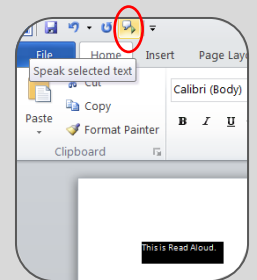 File Home Insert Page Lay
Speak selected text
Cut Calibri (Body)
Copy
Paste
Format Painter B I U
Clipboard
This is Read Aloud.